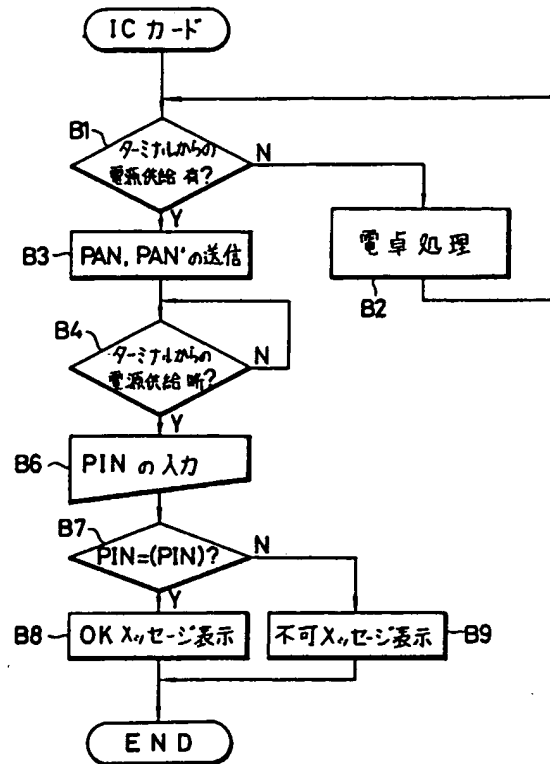 ICカード
B1
ターミナルからの
電源供給有?
N
Y
B3
PAN, PAN'の送信
電卓処理
B2
B4
ターミナルからの
電源供給断?
N
Y
B6
PINの入力
B7
PIN=(PIN)?
N
Y
B8
OKメッセージ表示
不可メッセージ表示
B9
END